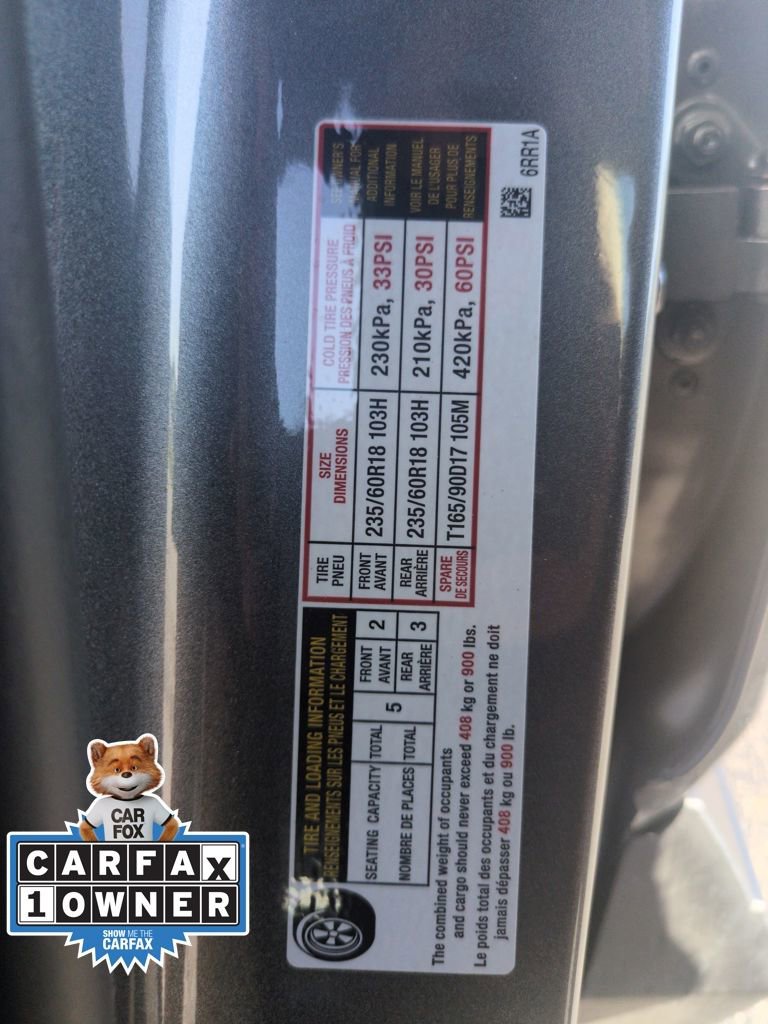 TIRE AND LOADING INFORMATION
RENSEIGNEMENTS SUR LES PNEUS ET LE CHARGEMENT
SEATING CAPACITY TOTAL 5 FRONT AVANT 2
NOMBRE DE PLACES TOTAL REAR ARRIÈRE 3
The combined weight of occupants
and cargo should never exceed 408 kg or 900 lbs.
Le poids total des occupants et du chargement ne doit
jamais dépasser 408 kg ou 900 lb.
TIRE
PNEU
SIZE
DIMENSIONS
COLD TIRE PRESSURE
PRESSION DES PNEUS À FROID
FRONT
AVANT
235/60R18 103H
230kPa, 33PSI
REAR
ARRIÈRE
235/60R18 103H
210kPa, 30PSI
SPARE
DE SECOURS
T165/90D17 105M
420kPa, 60PSI
SEE OWNER'S
MANUAL FOR
ADDITIONAL
INFORMATION
VOIR LE MANUEL
DE L'USAGER
POUR PLUS DE
RENSEIGNEMENTS
6RR1A
CAR
FOX
CARFAX
1 OWNER
SHOW ME THE
CARFAX